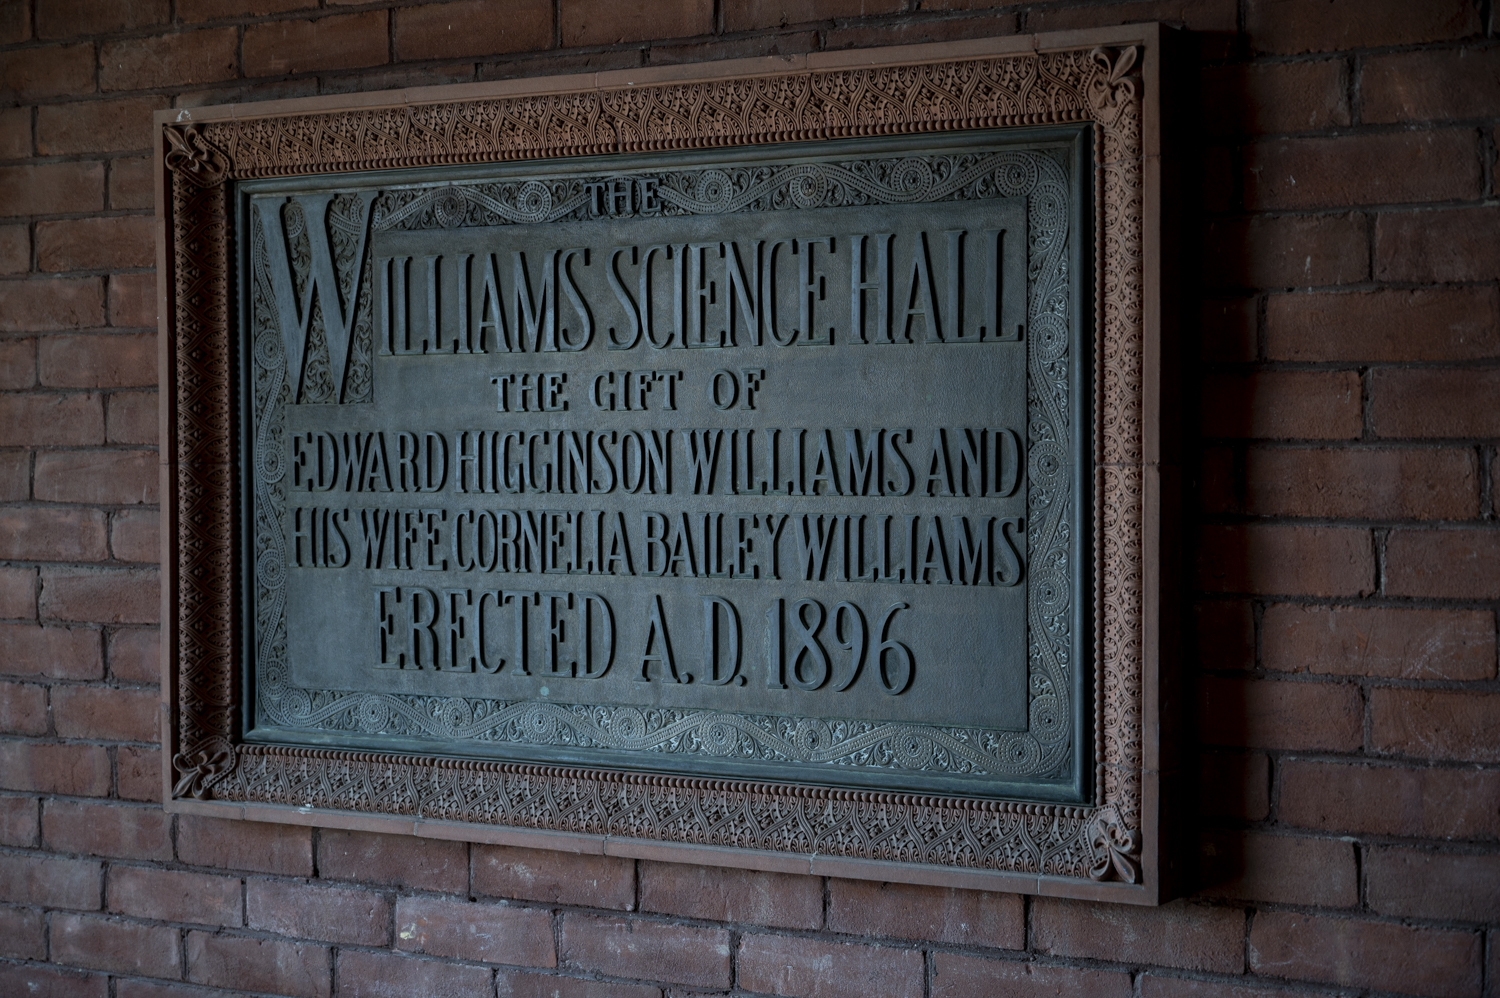 THE
WILLIAMS SCIENCE HALL
THE GIFT OF
EDWARD HIGGINSON WILLIAMS AND
HIS WIFE CORNELIA BAILEY WILLIAMS
ERECTED A.D. 1896